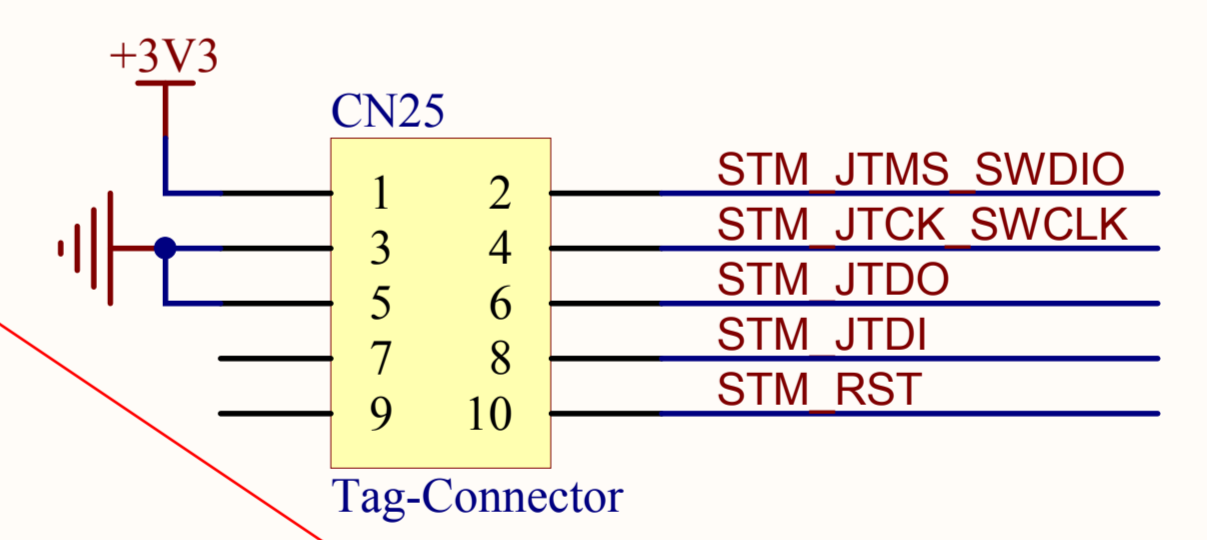 +3V3
CN25
1 2 STM_JTMS_SWDIO
3 4 STM_JTCK_SWCLK
5 6 STM_JTDO
7 8 STM_JTDI
9 10 STM_RST
Tag-Connector